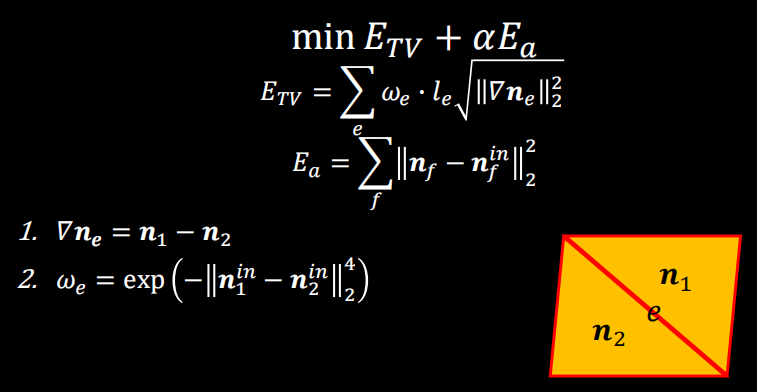 min E_TV + αE_a
E_TV = ∑_e ω_e · l_e √(‖∇n_e‖_2^2)
E_a = ∑_f ‖n_f − n_f^in‖_2^2
1. ∇n_e = n_1 − n_2
2. ω_e = exp(−‖n_1^in − n_2^in‖_2^4)
n_1
e
n_2